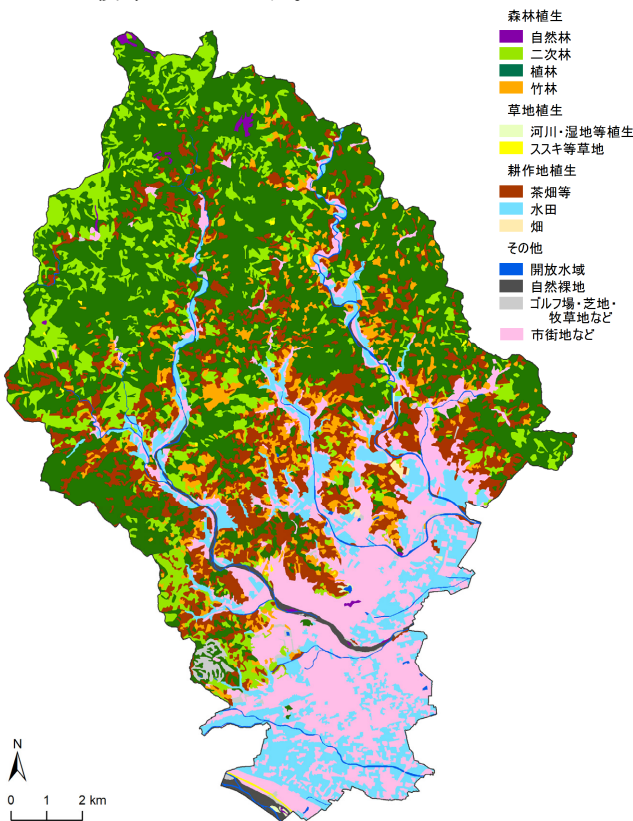 森林植生
自然林
二次林
植林
竹林
草地植生
河川・湿地等植生
ススキ等草地
耕作地植生
茶畑等
水田
畑
その他
開放水域
自然裸地
ゴルフ場・芝地・
牧草地など
市街地など
N
0 1 2 km